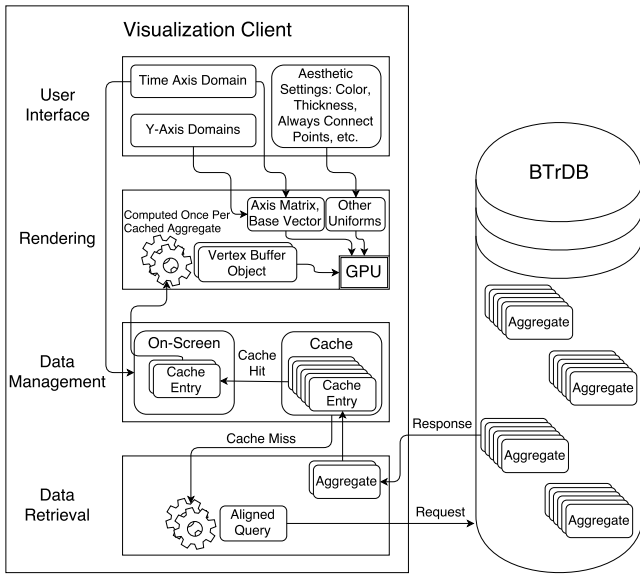 Visualization Client
User
Interface
Time Axis Domain
Y-Axis Domains
Aesthetic
Settings: Color,
Thickness,
Always Connect
Points, etc.
Rendering
Computed Once Per
Cached Aggregate
Vertex Buffer
Object
Axis Matrix,
Base Vector
Other
Uniforms
GPU
Data
Management
On-Screen
Cache
Entry
Cache
Hit
Cache
Cache
Entry
Cache Miss
Data
Retrieval
Aligned
Query
Aggregate
Response
Request
BTrDB
Aggregate
Aggregate
Aggregate
Aggregate